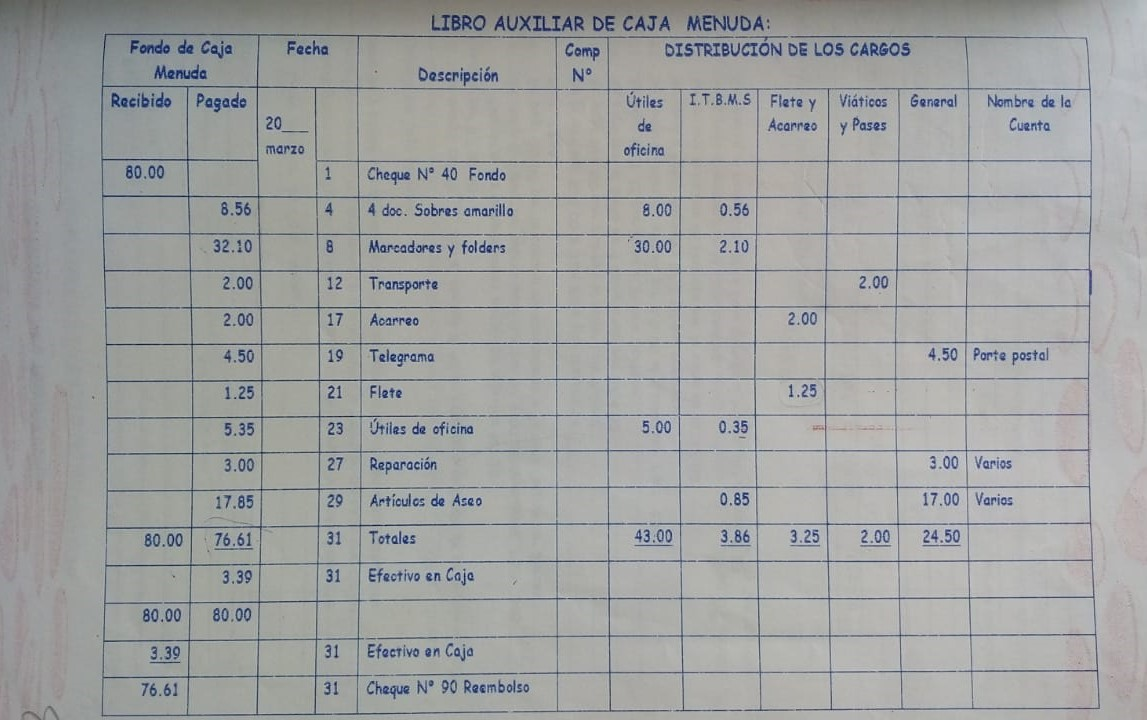 LIBRO AUXILIAR DE CAJA MENUDA:
Fondo de Caja Menuda Fecha Descripción Comp Nº DISTRIBUCIÓN DE LOS CARGOS
Recibido Pagado 20___ marzo Útiles de oficina I.T.B.M.S Flete y Acarreo Viáticos y Pases General Nombre de la Cuenta
80.00 1 Cheque Nº 40 Fondo
8.56 4 4 doc. Sobres amarillo 8.00 0.56
32.10 8 Marcadores y folders 30.00 2.10
2.00 12 Transporte 2.00
2.00 17 Acarreo 2.00
4.50 19 Telegrama 4.50 Porte postal
1.25 21 Flete 1.25
5.35 23 Útiles de oficina 5.00 0.35
3.00 27 Reparación 3.00 Varios
17.85 29 Artículos de Aseo 0.85 17.00 Varios
80.00 76.61 31 Totales 43.00 3.86 3.25 2.00 24.50
3.39 31 Efectivo en Caja
80.00 80.00
3.39 31 Efectivo en Caja
76.61 31 Cheque Nº 90 Reembolso